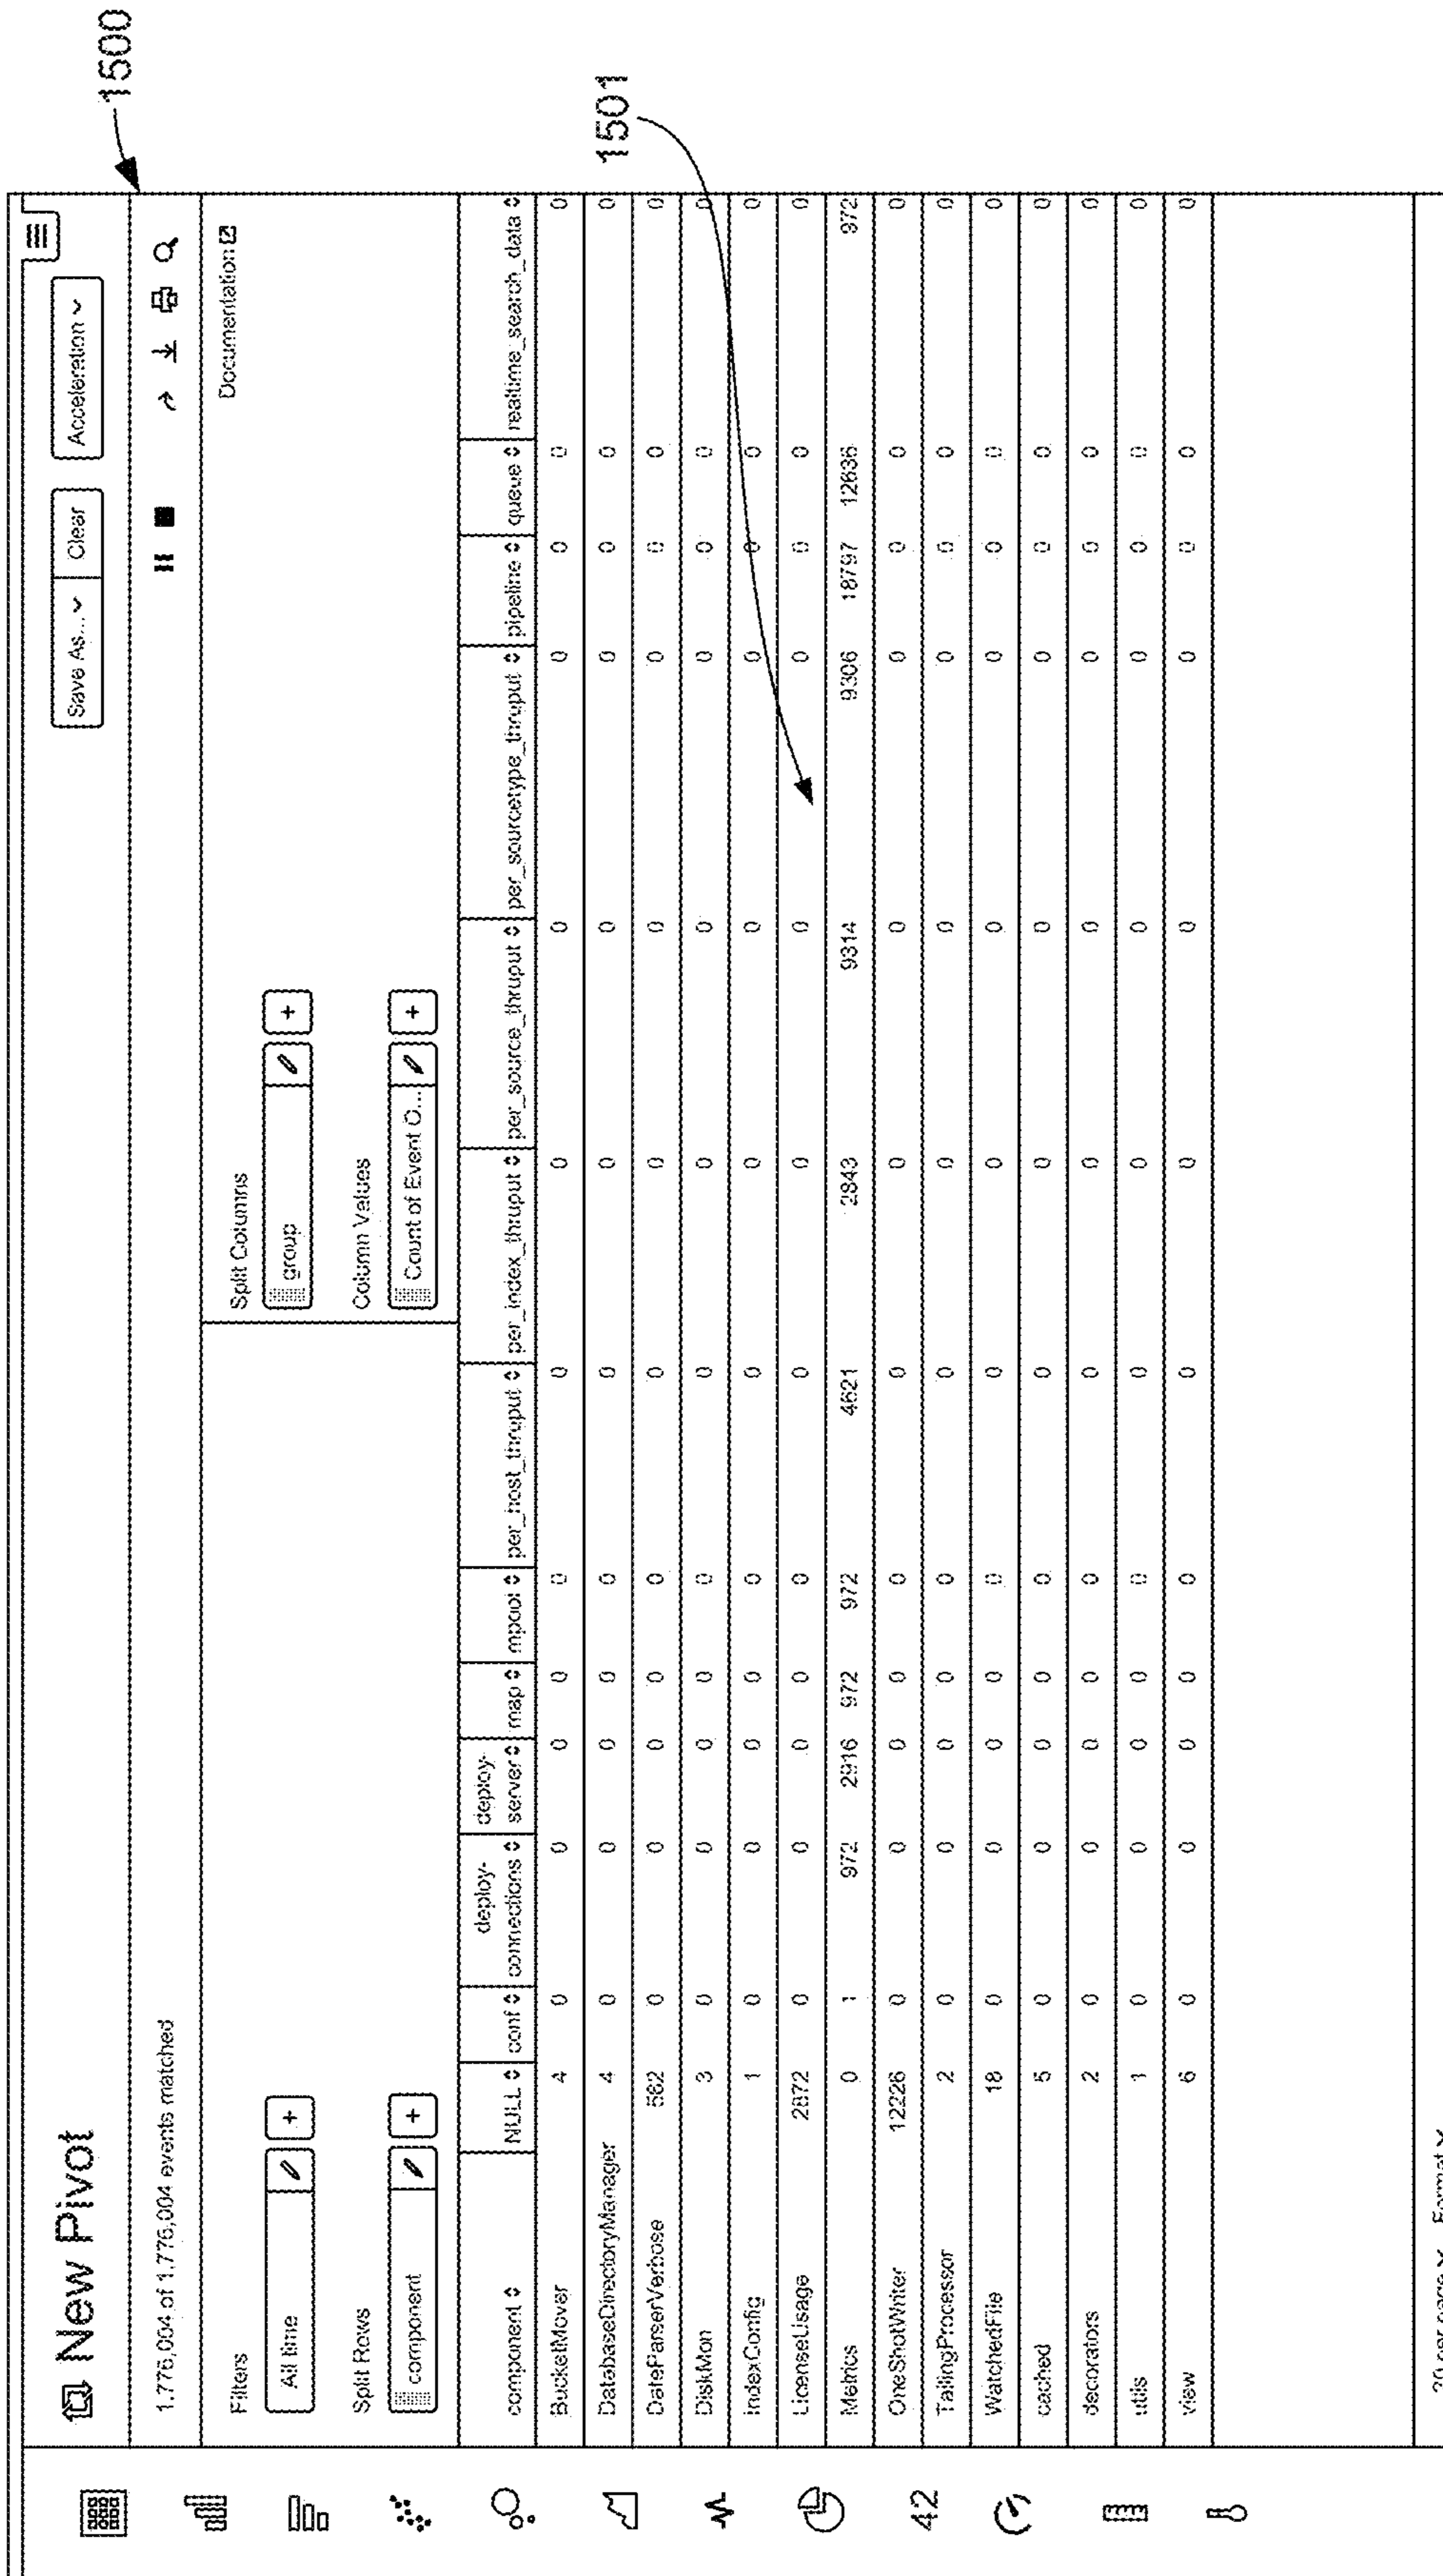 1500
1501
New Pivot
Save As... Clear Acceleration
1,776,004 of 1,776,004 events matched
Filters Split Columns Documentation
All time + group +
Split Rows Column Values
component + Count of Event O... +
component NULL conf deploy-connections deploy-server map mpool per_host_thruput per_index_thruput per_source_thruput per_sourcetype_thruput pipeline queue realtime_search_data
BucketMover 4 0 0 0 0 0 0 0 0 0 0 0 0
DatabaseDirectoryManager 4 0 0 0 0 0 0 0 0 0 0 0 0
DateParserVerbose 562 0 0 0 0 0 0 0 0 0 0 0 0
DiskMon 3 0 0 0 0 0 0 0 0 0 0 0 0
IndexConfig 1 0 0 0 0 0 0 0 0 0 0 0 0
LicenseUsage 2872 0 0 0 0 0 0 0 0 0 0 0 0
Metrics 0 1 972 2916 972 972 4621 2843 9314 9306 18797 12636 972
OneShotWriter 12226 0 0 0 0 0 0 0 0 0 0 0 0
TailingProcessor 2 0 0 0 0 0 0 0 0 0 0 0 0
WatchedFile 18 0 0 0 0 0 0 0 0 0 0 0 0
cached 5 0 0 0 0 0 0 0 0 0 0 0 0
decorators 2 0 0 0 0 0 0 0 0 0 0 0 0
utils 1 0 0 0 0 0 0 0 0 0 0 0 0
view 6 0 0 0 0 0 0 0 0 0 0 0 0
42
20 per page Format